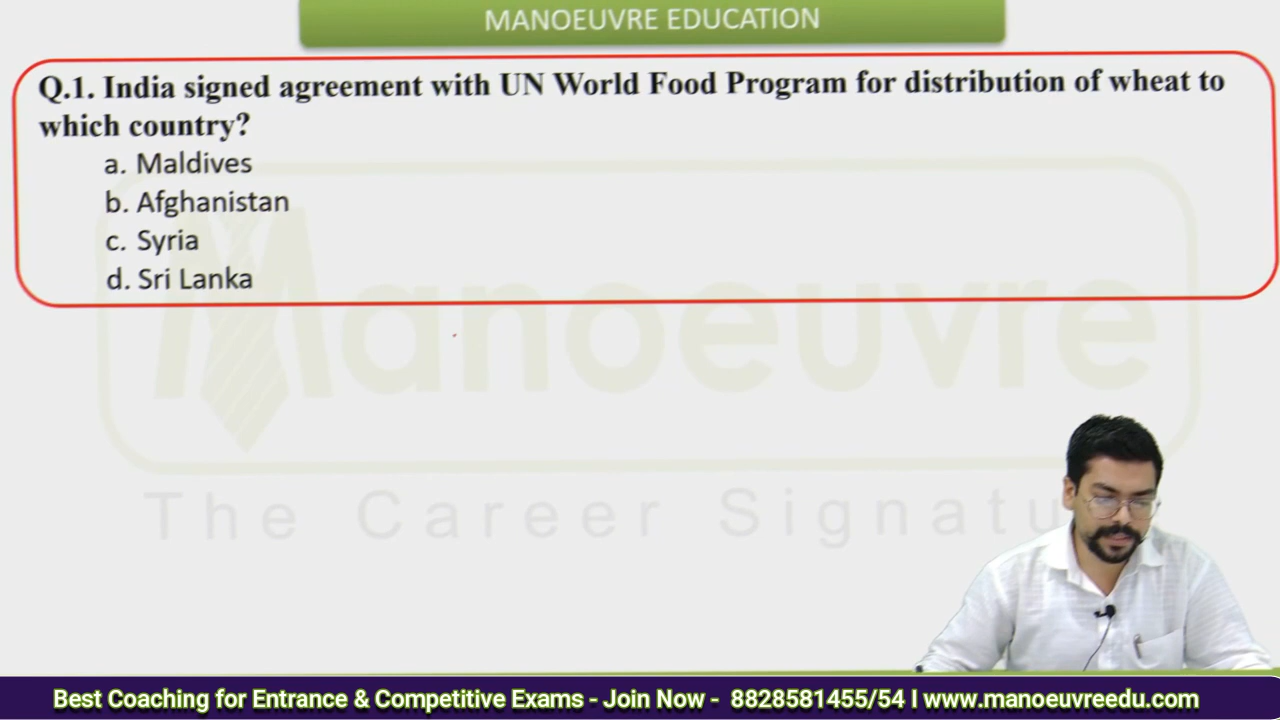 MANOEUVRE EDUCATION
Q.1. India signed agreement with UN World Food Program for distribution of wheat to
which country?
a. Maldives
b. Afghanistan
c. Syria
d. Sri Lanka
Manoeuvre
The Career Signatu
Best Coaching for Entrance & Competitive Exams - Join Now - 8828581455/54 I www.manoeuvreedu.com